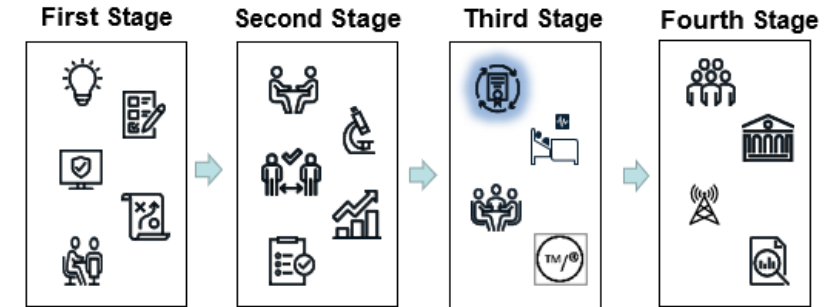 First Stage
Second Stage
Third Stage
Fourth Stage
TM/®